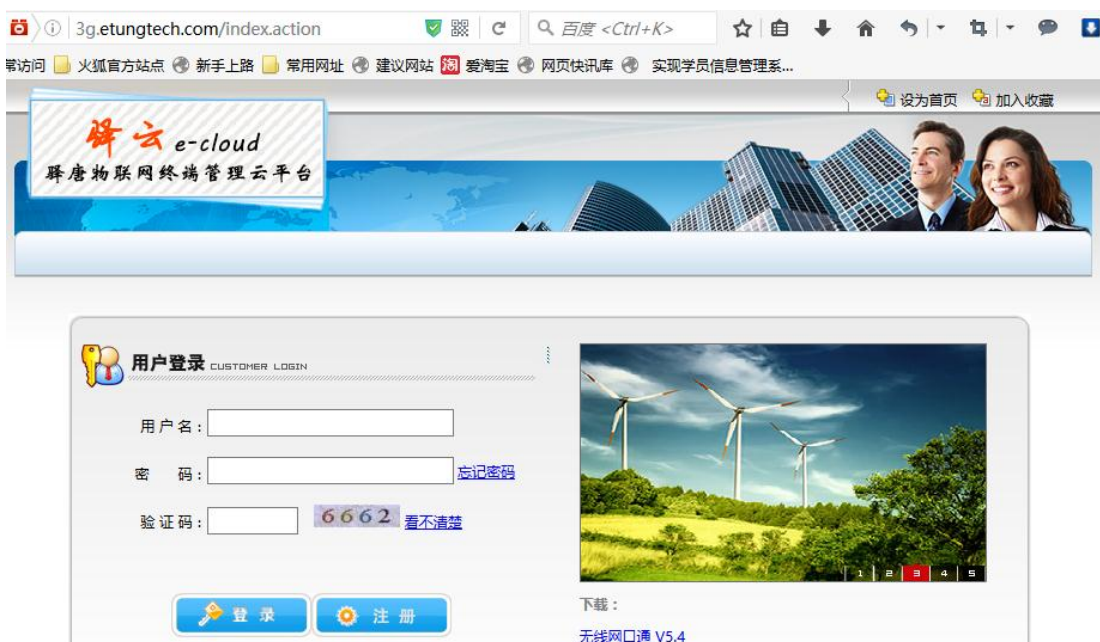 3g.etungtech.com/index.action
百度 <Ctrl+K>
常访问 火狐官方站点 新手上路 常用网址 建议网站 淘 爱淘宝 网页快讯库 实现学员信息管理系...
设为首页 加入收藏
驿云 e-cloud
驿唐物联网终端管理云平台
用户登录 CUSTOMER LOGIN
用户名:
密 码: 忘记密码
验证码: 6662 看不清楚
1 2 3 4 5
登录 注册
下载:
无线网口通 V5.4